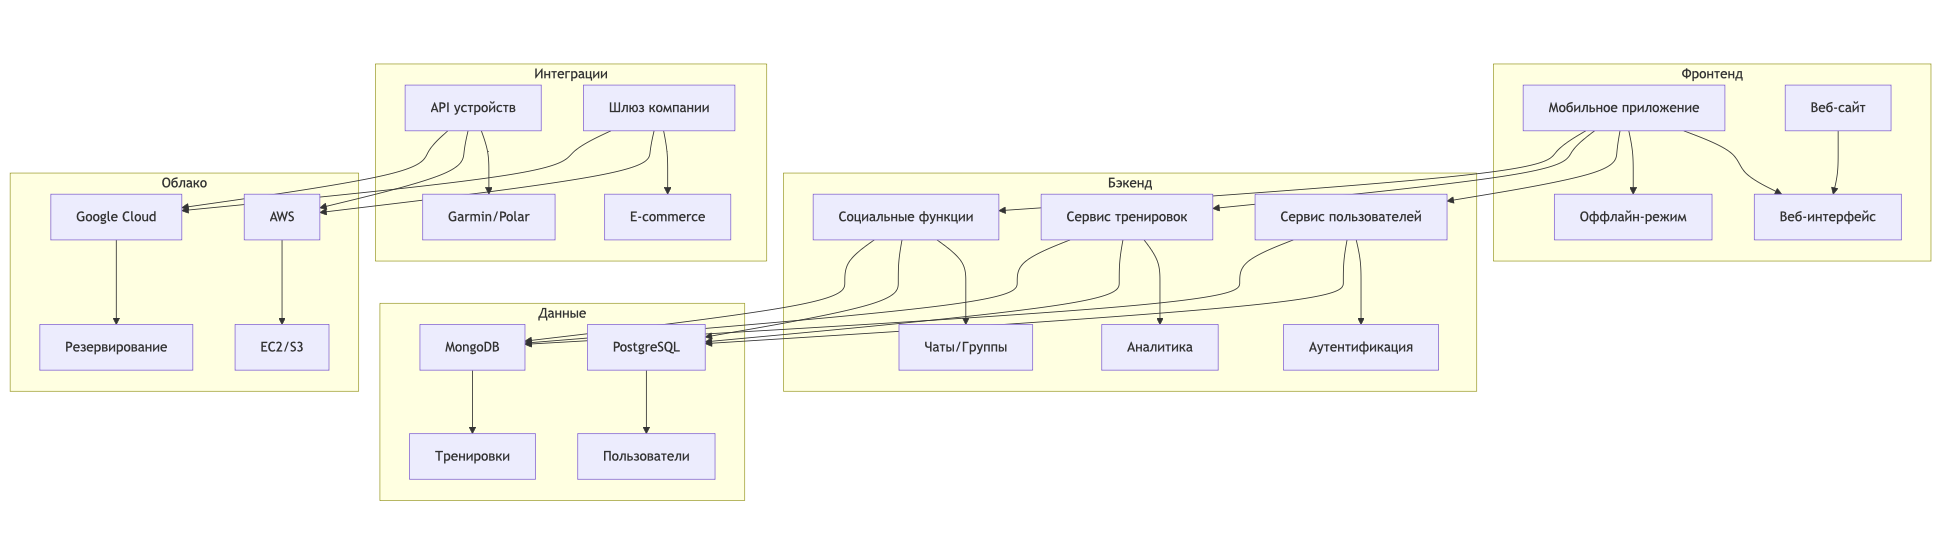 Интеграции
API устройств
Шлюз компании
Garmin/Polar
E-commerce
Фронтенд
Мобильное приложение
Веб-сайт
Оффлайн-режим
Веб-интерфейс
Облако
Google Cloud
AWS
Резервирование
EC2/S3
Бэкенд
Социальные функции
Сервис тренировок
Сервис пользователей
Чаты/Группы
Аналитика
Аутентификация
Данные
MongoDB
PostgreSQL
Тренировки
Пользователи